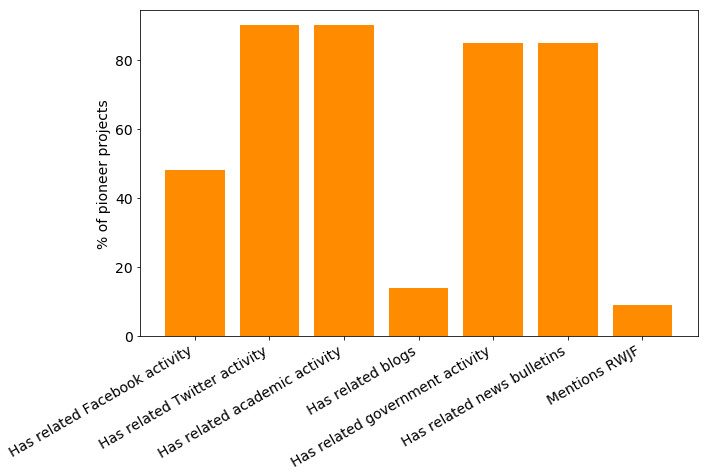 % of pioneer projects
80
60
40
20
0
Has related Facebook activity
Has related Twitter activity
Has related academic activity
Has related blogs
Has related government activity
Has related news bulletins
Mentions RWJF